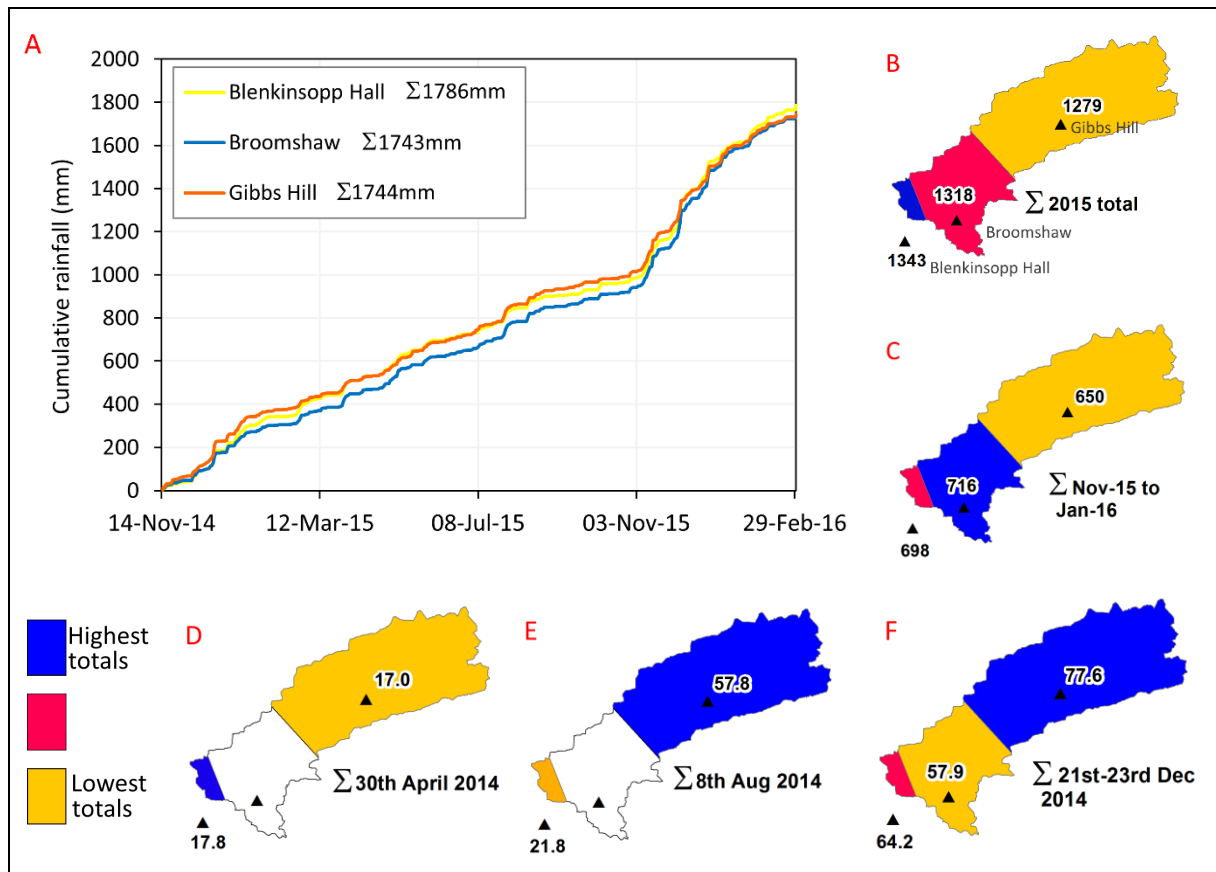 A
Cumulative rainfall (mm)
2000
1800
1600
1400
1200
1000
800
600
400
200
0
Blenkinsopp Hall Σ1786mm
Broomshaw Σ1743mm
Gibbs Hill Σ1744mm
14-Nov-14 12-Mar-15 08-Jul-15 03-Nov-15 29-Feb-16
B
1279
Gibbs Hill
1318
Σ 2015 total
Broomshaw
1343
Blenkinsopp Hall
C
650
716
Σ Nov-15 to
Jan-16
698
Highest
totals
Lowest
totals
D
17.0
Σ 30th April 2014
17.8
E
57.8
Σ 8th Aug 2014
21.8
F
77.6
57.9
Σ 21st-23rd Dec
2014
64.2